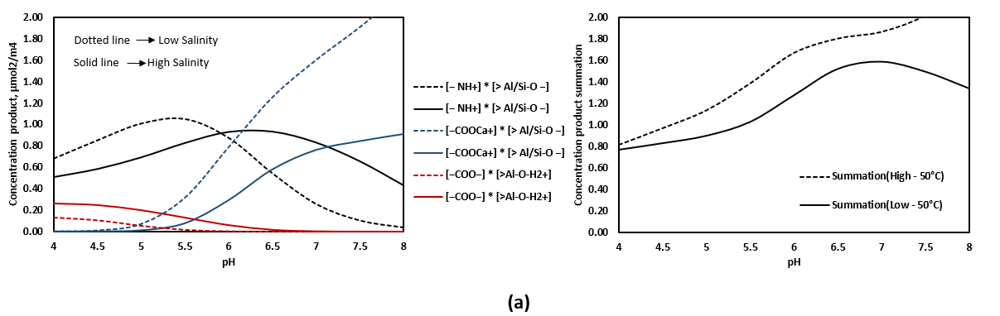 Concentration product, µmol2/m4
2.00
1.80
1.60
1.40
1.20
1.00
0.80
0.60
0.40
0.20
0.00
Dotted line → Low Salinity
Solid line → High Salinity
4 4.5 5 5.5 6 6.5 7 7.5 8
pH
[– NH+] * [> Al/Si-O –]
[– NH+] * [> Al/Si-O –]
[–COOCa+] * [> Al/Si-O –]
[–COOCa+] * [> Al/Si-O –]
[–COO–] * [>Al-O-H2+]
[–COO–] * [>Al-O-H2+]
Concentration product summation
2.00
1.80
1.60
1.40
1.20
1.00
0.80
0.60
0.40
0.20
0.00
Summation(High - 50°C)
Summation(Low - 50°C)
4 4.5 5 5.5 6 6.5 7 7.5 8
pH
(a)